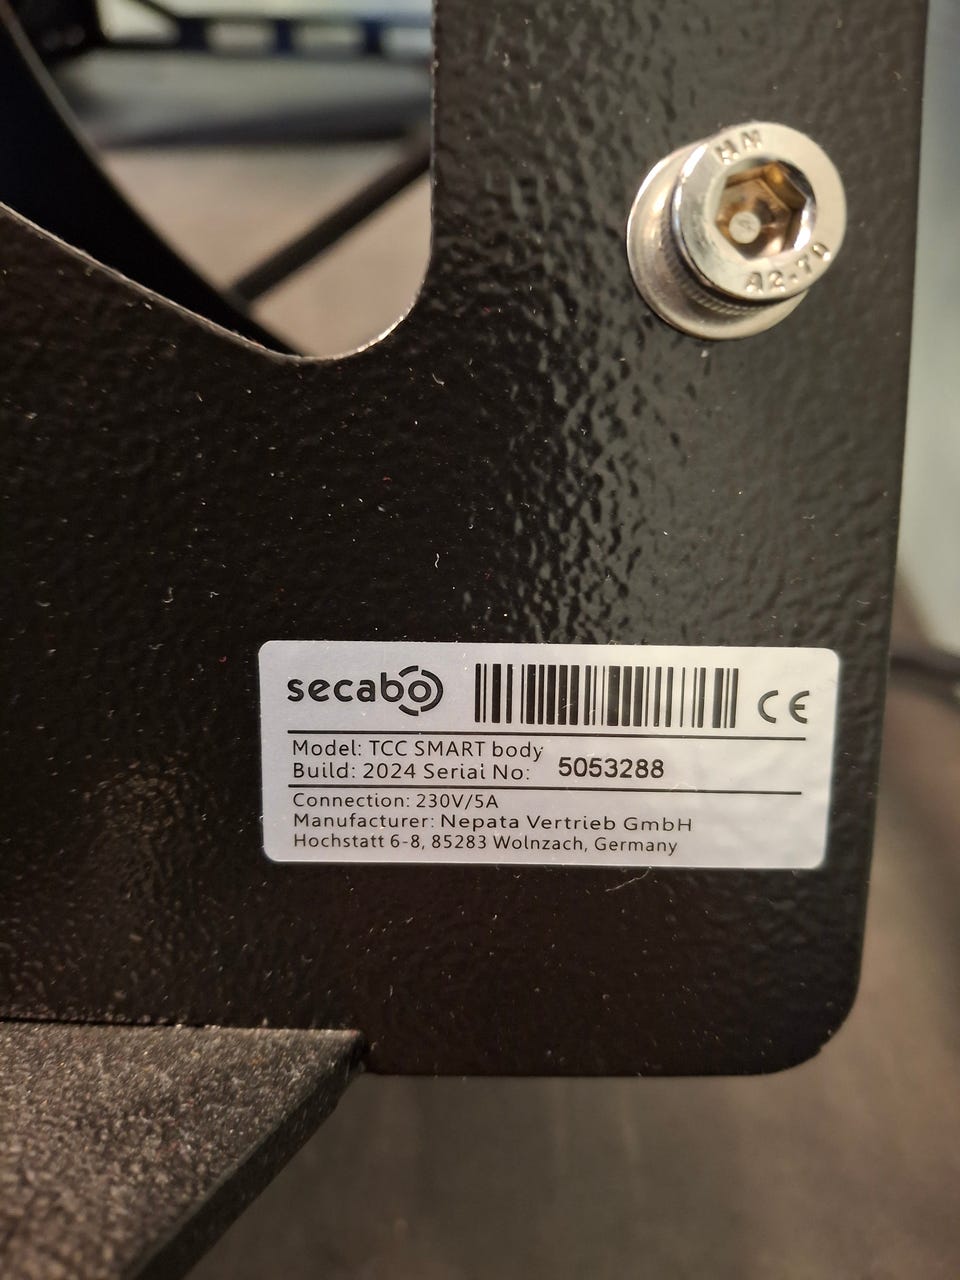 HM
A2-70
secabo
CE
Model: TCC SMART body
Build: 2024 Serial No: 5053288
Connection: 230V/5A
Manufacturer: Nepata Vertrieb GmbH
Hochstatt 6-8, 85283 Wolnzach, Germany